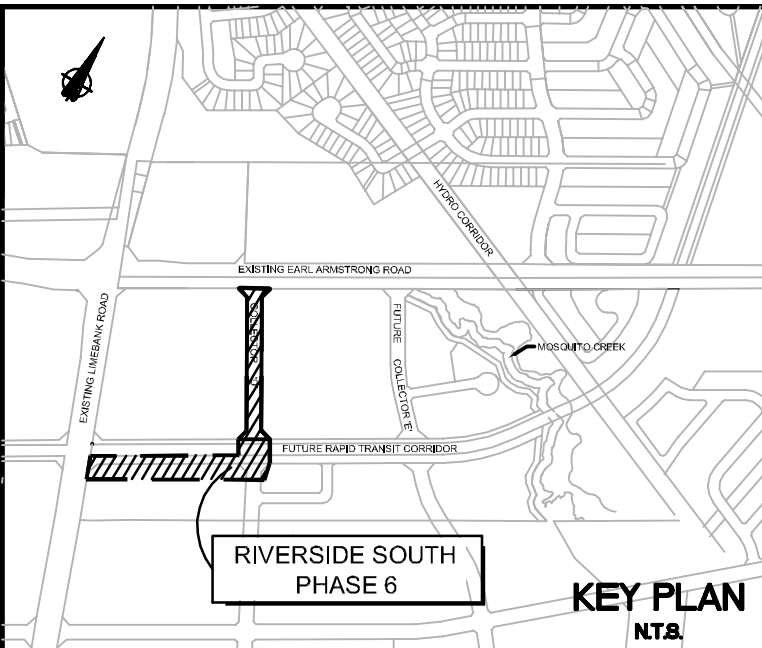 HYDRO CORRIDOR
EXISTING EARL ARMSTRONG ROAD
EXISTING LIMEBANK ROAD
FUTURE
COLLECTOR 'E'
MOSQUITO CREEK
FUTURE RAPID TRANSIT CORRIDOR
RIVERSIDE SOUTH
PHASE 6
KEY PLAN
N.T.S.